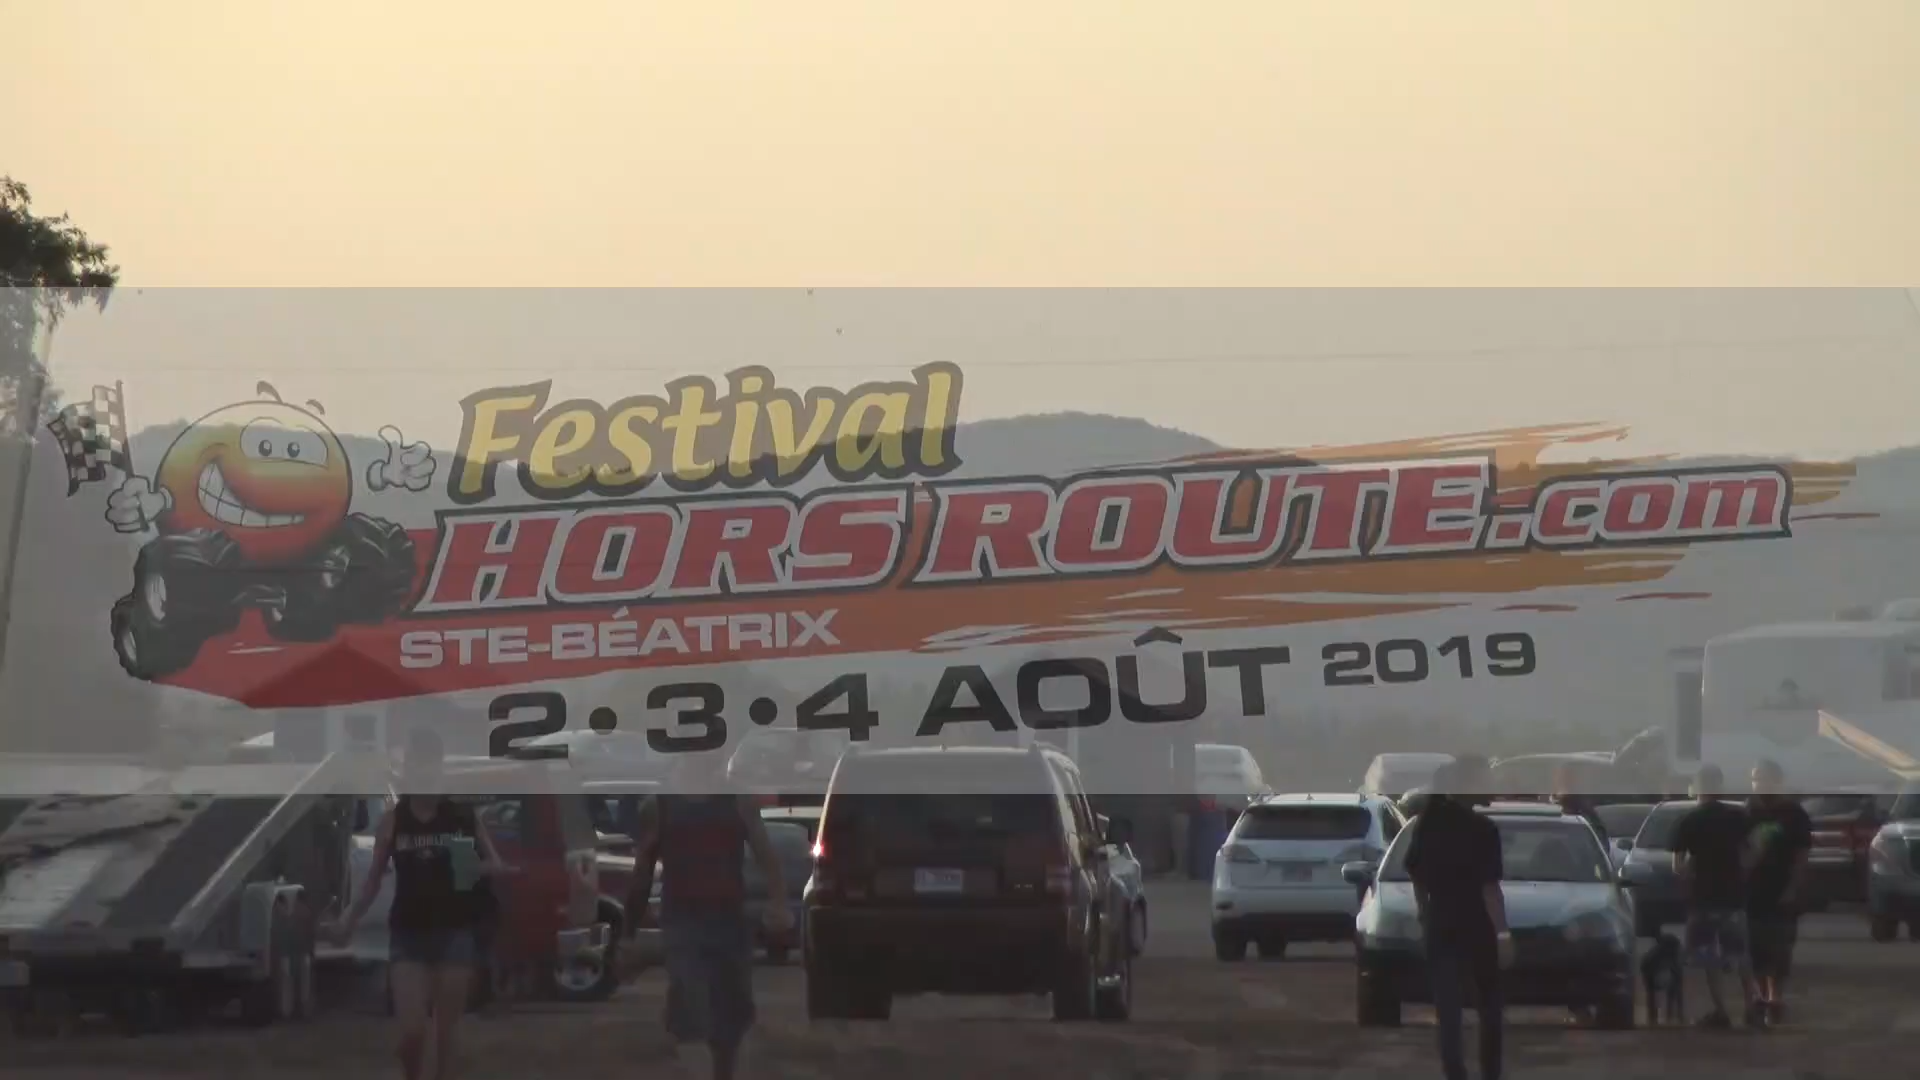 Festival
HORS ROUTE.com
STE-BÉATRIX
2•3•4 AOÛT 2019